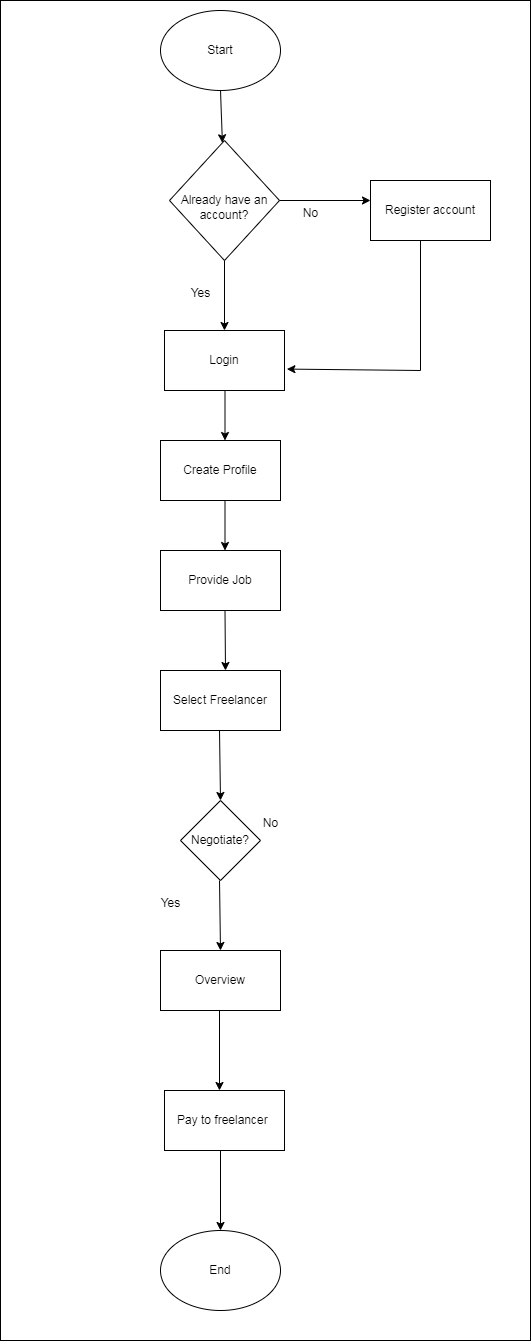 Start
Already have an
account?
No
Register account
Yes
Login
Create Profile
Provide Job
Select Freelancer
No
Negotiate?
Yes
Overview
Pay to freelancer
End